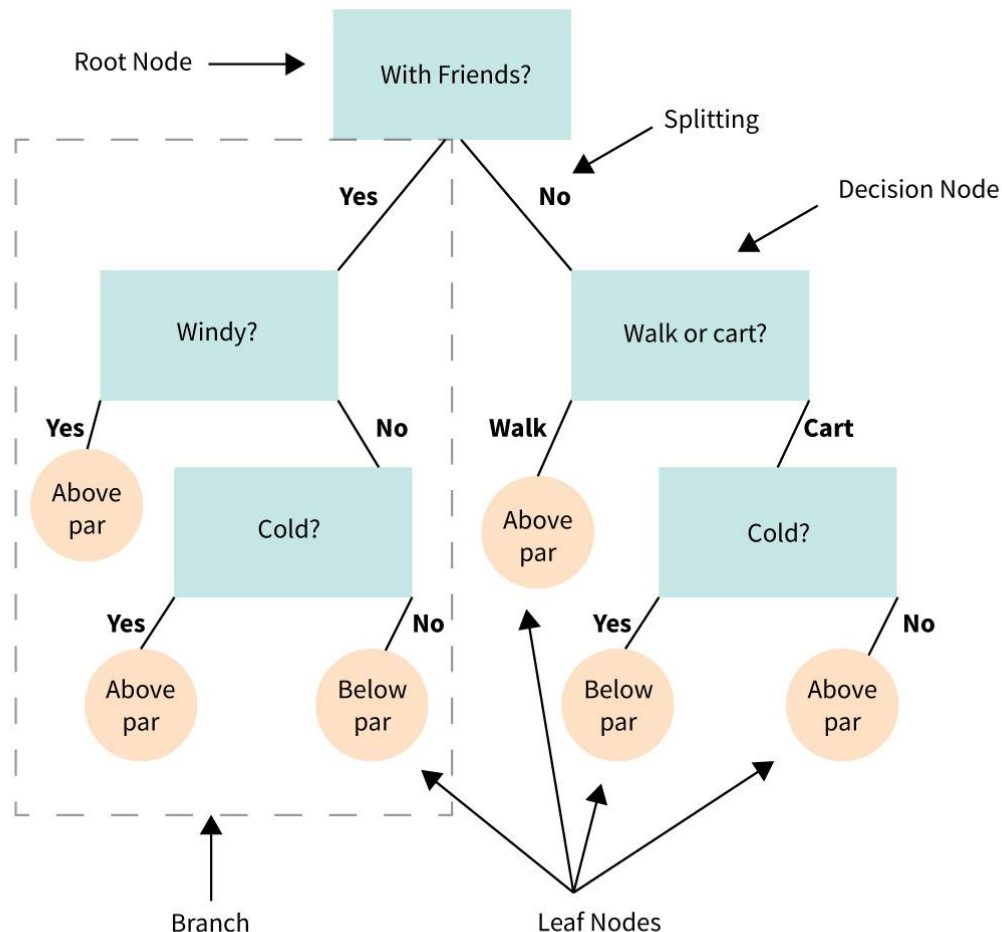 Root Node
With Friends?
Splitting
Yes
No
Decision Node
Windy?
Walk or cart?
Yes
No
Walk
Cart
Above
par
Cold?
Above
par
Cold?
Yes
No
Yes
No
Above
par
Below
par
Below
par
Above
par
Branch
Leaf Nodes